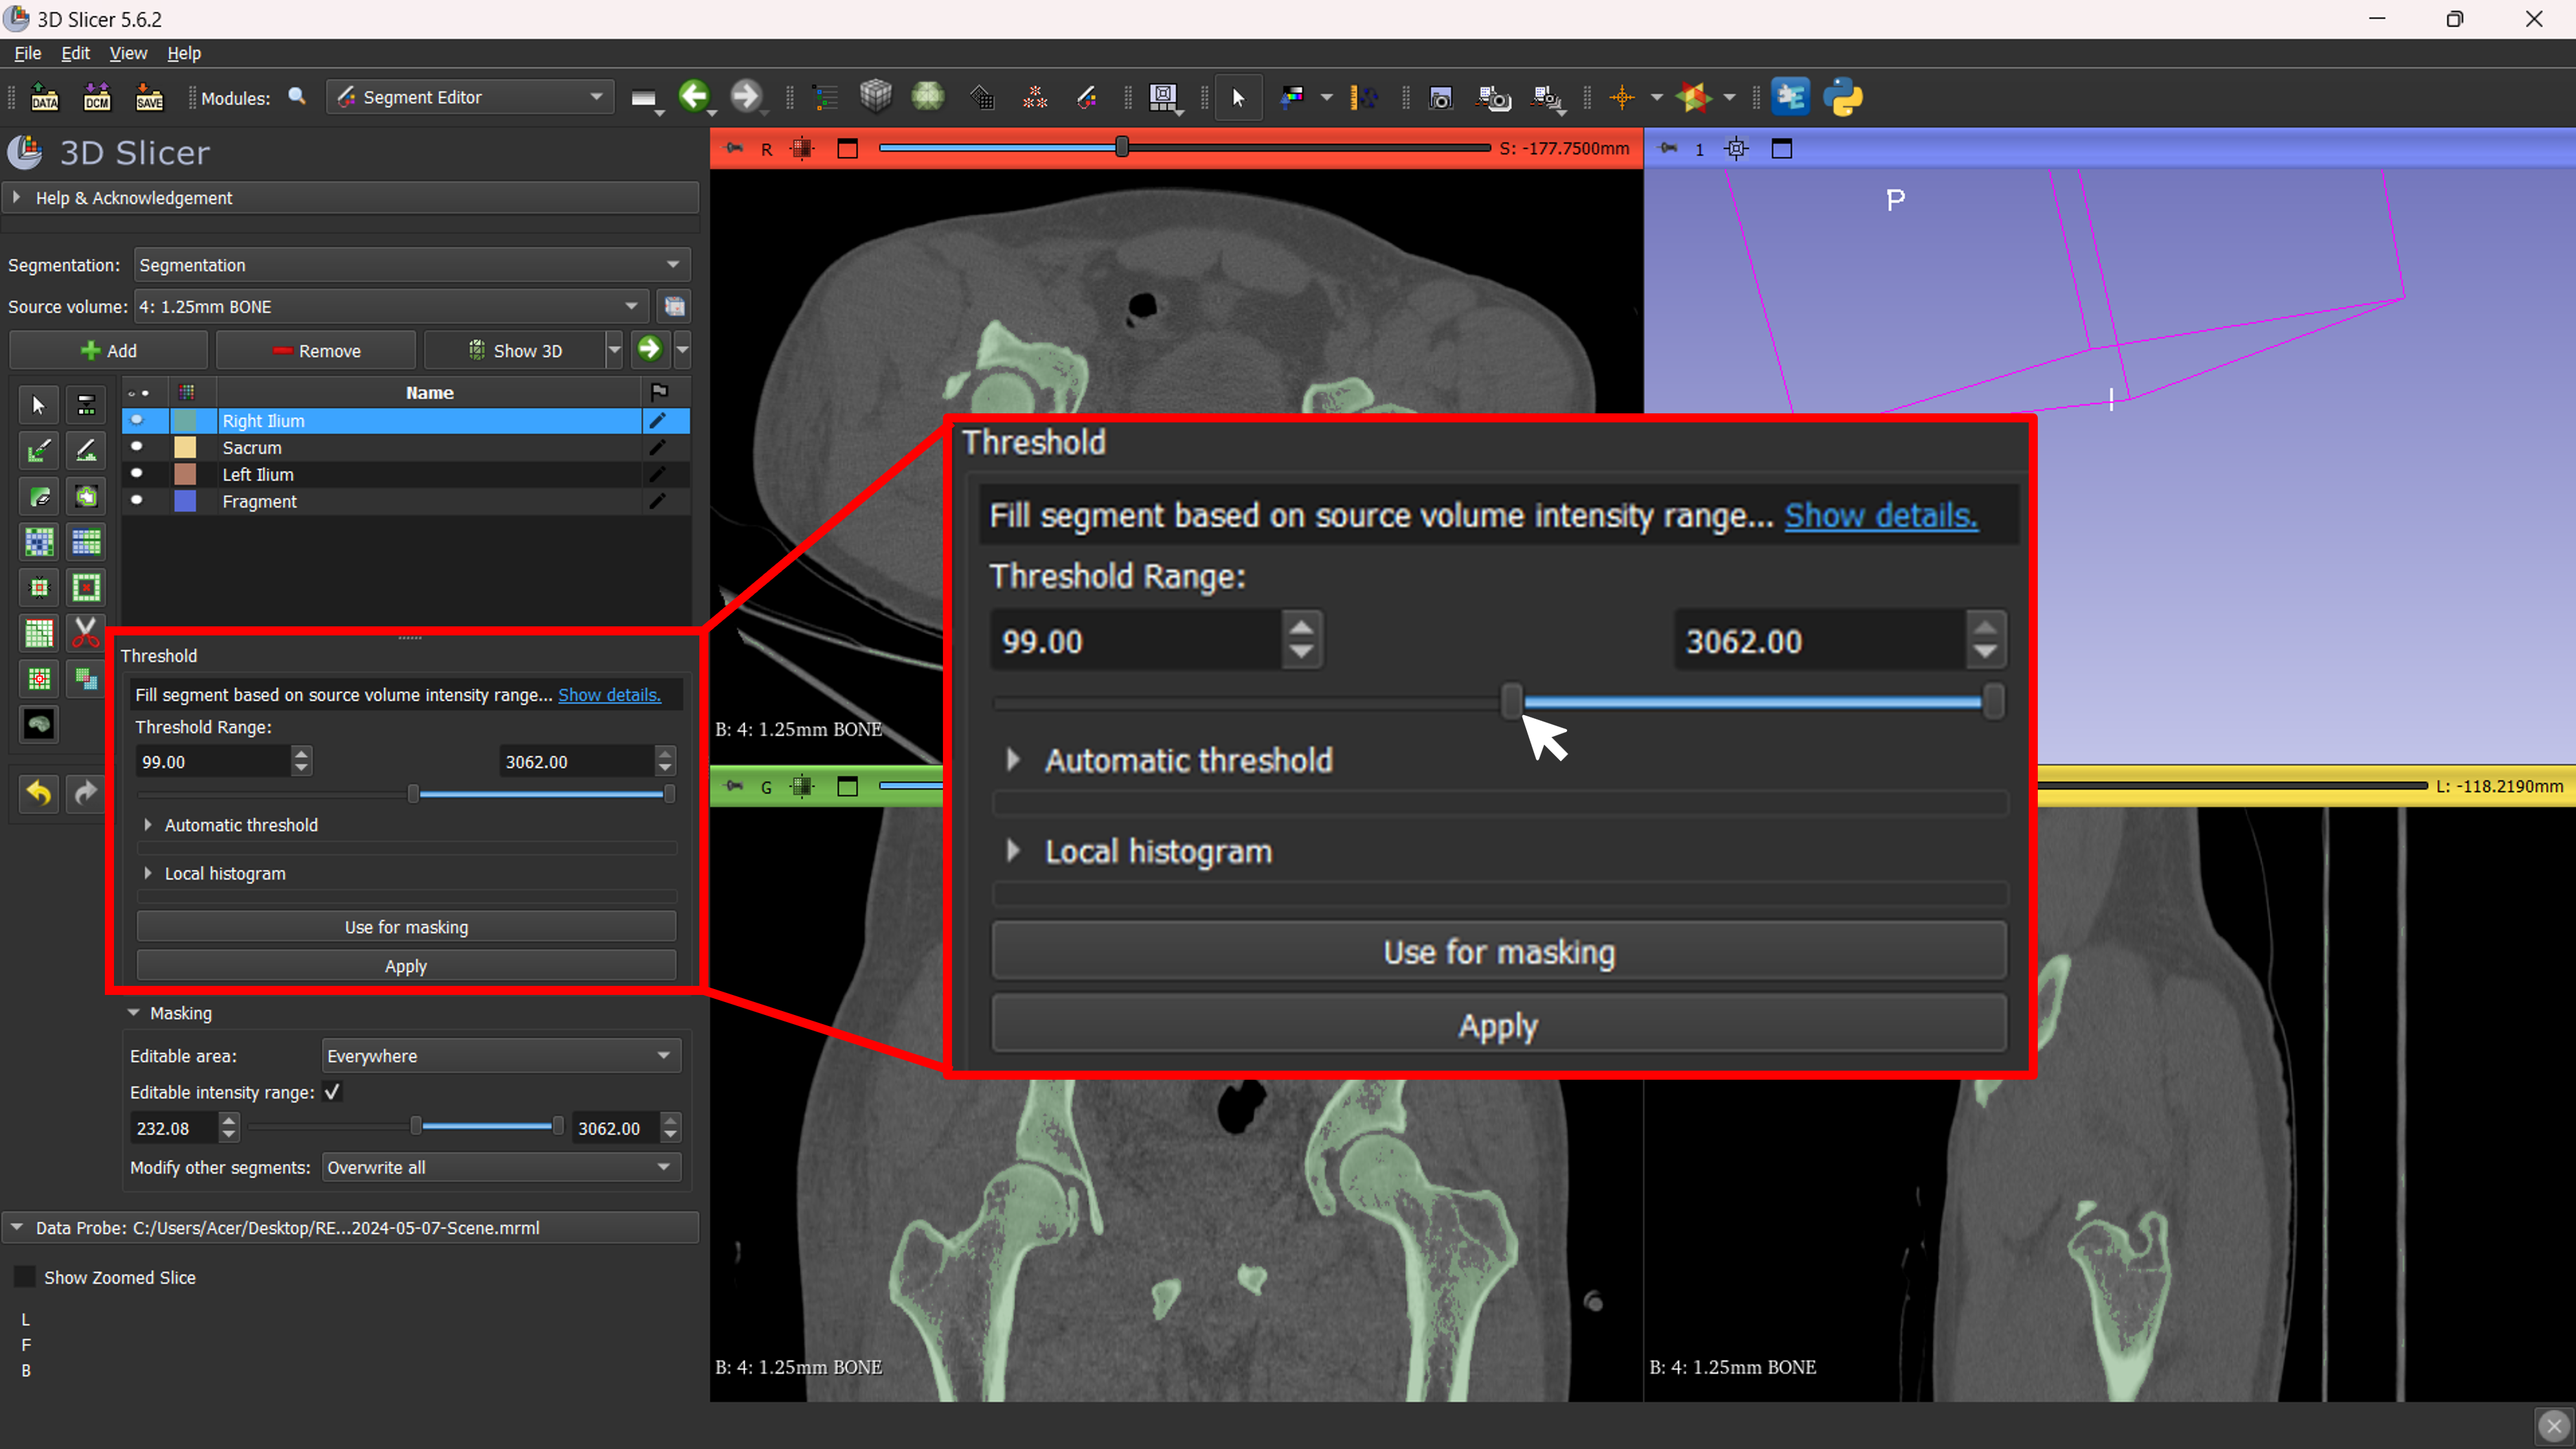 3D Slicer 5.6.2
File Edit View Help
DATA DCM SAVE Modules: Segment Editor
3D Slicer
Help & Acknowledgement
Segmentation: Segmentation
Source volume: 4: 1.25mm BONE
Add Remove Show 3D
Name
Right Ilium
Sacrum
Left Ilium
Fragment
Threshold
Fill segment based on source volume intensity range... Show details.
Threshold Range:
99.00 3062.00
Automatic threshold
Local histogram
Use for masking
Apply
Masking
Editable area: Everywhere
Editable intensity range:
232.08 3062.00
Modify other segments: Overwrite all
Data Probe: C:/Users/Acer/Desktop/RE...2024-05-07-Scene.mrml
Show Zoomed Slice
L
F
B
R S: -177.7500mm
B: 4: 1.25mm BONE
1
P
I
Threshold
Fill segment based on source volume intensity range... Show details.
Threshold Range:
99.00 3062.00
Automatic threshold
Local histogram
Use for masking
Apply
G
B: 4: 1.25mm BONE
L: -118.2190mm
B: 4: 1.25mm BONE